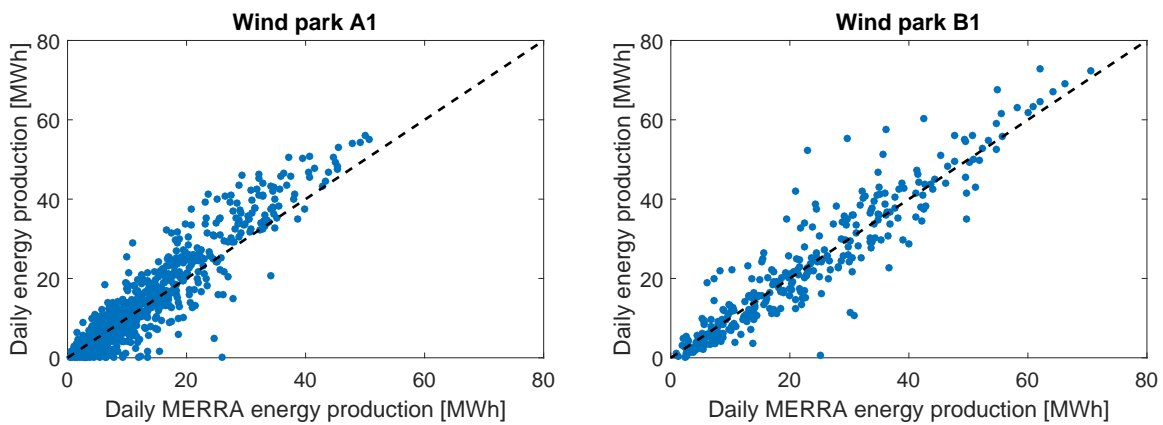 Wind park A1
Daily energy production [MWh]
80
60
40
20
0
0 20 40 60 80
Daily MERRA energy production [MWh]
Wind park B1
Daily energy production [MWh]
80
60
40
20
0
0 20 40 60 80
Daily MERRA energy production [MWh]